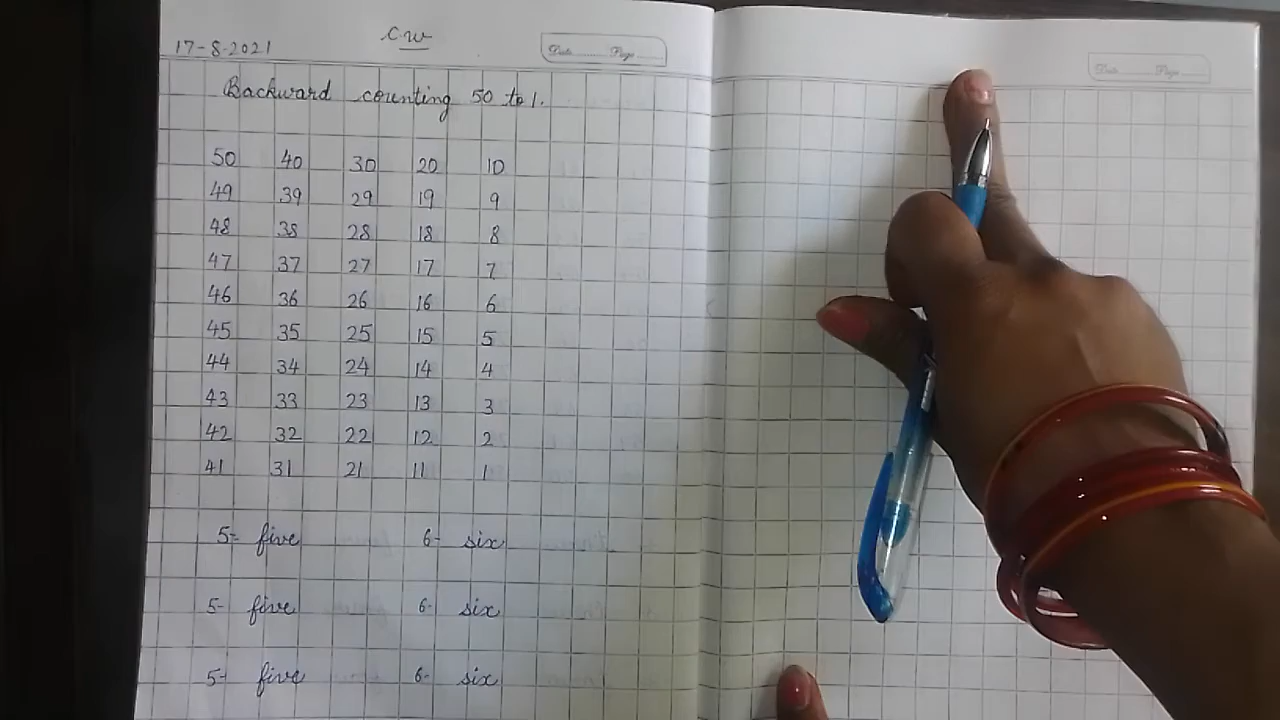 C.W
17-8-2021
Date.......... Page......
Date.......... Page......
Backward counting 50 to 1.
50 40 30 20 10
49 39 29 19 9
48 38 28 18 8
47 37 27 17 7
46 36 26 16 6
45 35 25 15 5
44 34 24 14 4
43 33 23 13 3
42 32 22 12 2
41 31 21 11 1
5- five 6- six
5- five 6- six
5- five 6- six